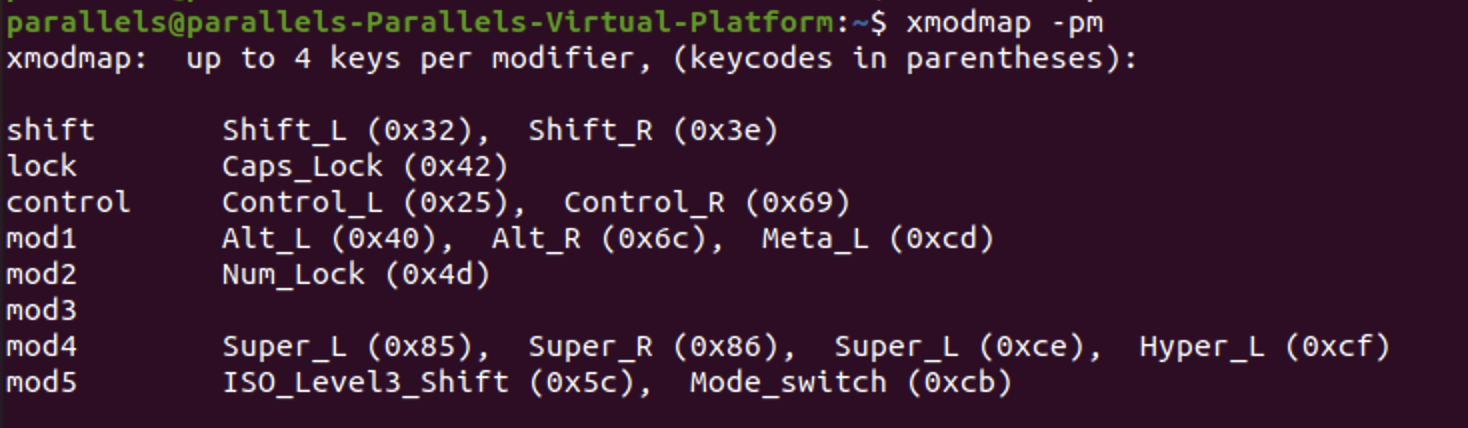 parallels@parallels-Parallels-Virtual-Platform:~$ xmodmap -pm
xmodmap:  up to 4 keys per modifier, (keycodes in parentheses):
shift       Shift_L (0x32),  Shift_R (0x3e)
lock        Caps_Lock (0x42)
control     Control_L (0x25),  Control_R (0x69)
mod1        Alt_L (0x40),  Alt_R (0x6c),  Meta_L (0xcd)
mod2        Num_Lock (0x4d)
mod3
mod4        Super_L (0x85),  Super_R (0x86),  Super_L (0xce),  Hyper_L (0xcf)
mod5        ISO_Level3_Shift (0x5c),  Mode_switch (0xcb)